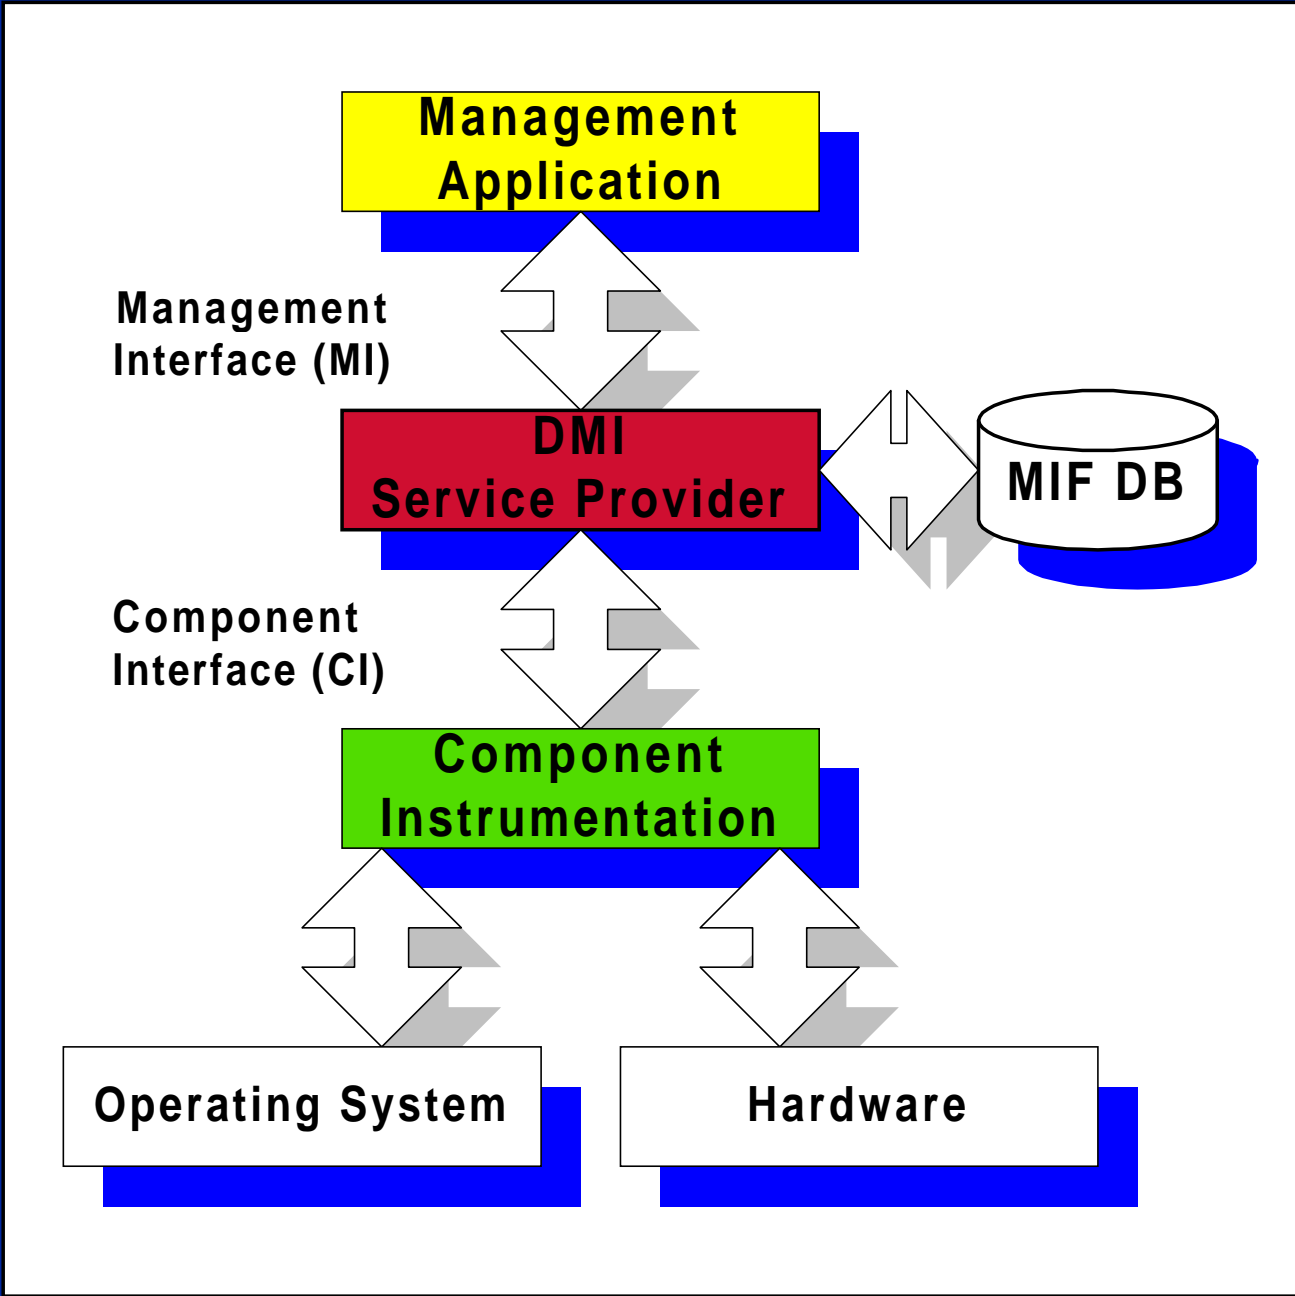 Management
Application
Management
Interface (MI)
DMI
Service Provider
MIF DB
Component
Interface (CI)
Component
Instrumentation
Operating System
Hardware